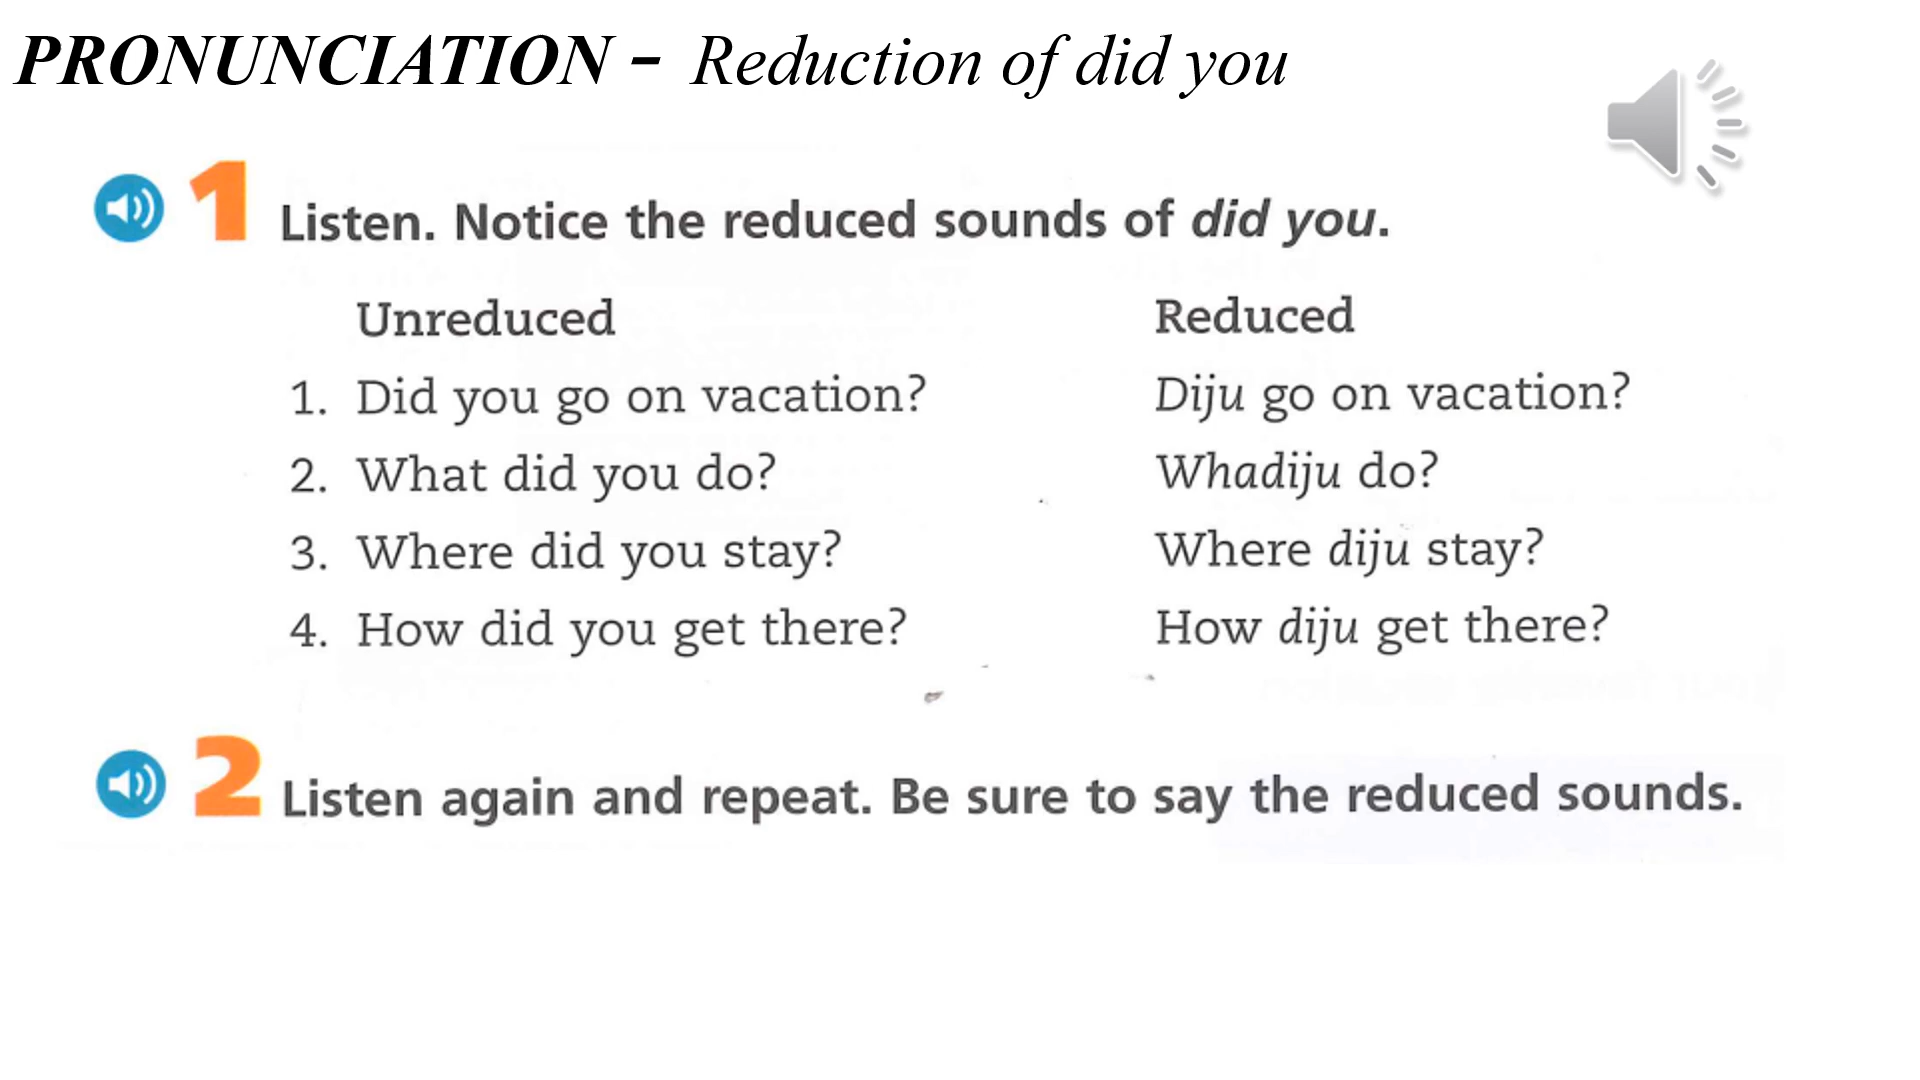 PRONUNCIATION - Reduction of did you
1 Listen. Notice the reduced sounds of did you.
Unreduced Reduced
1. Did you go on vacation? Diju go on vacation?
2. What did you do? Whadiju do?
3. Where did you stay? Where diju stay?
4. How did you get there? How diju get there?
2 Listen again and repeat. Be sure to say the reduced sounds.